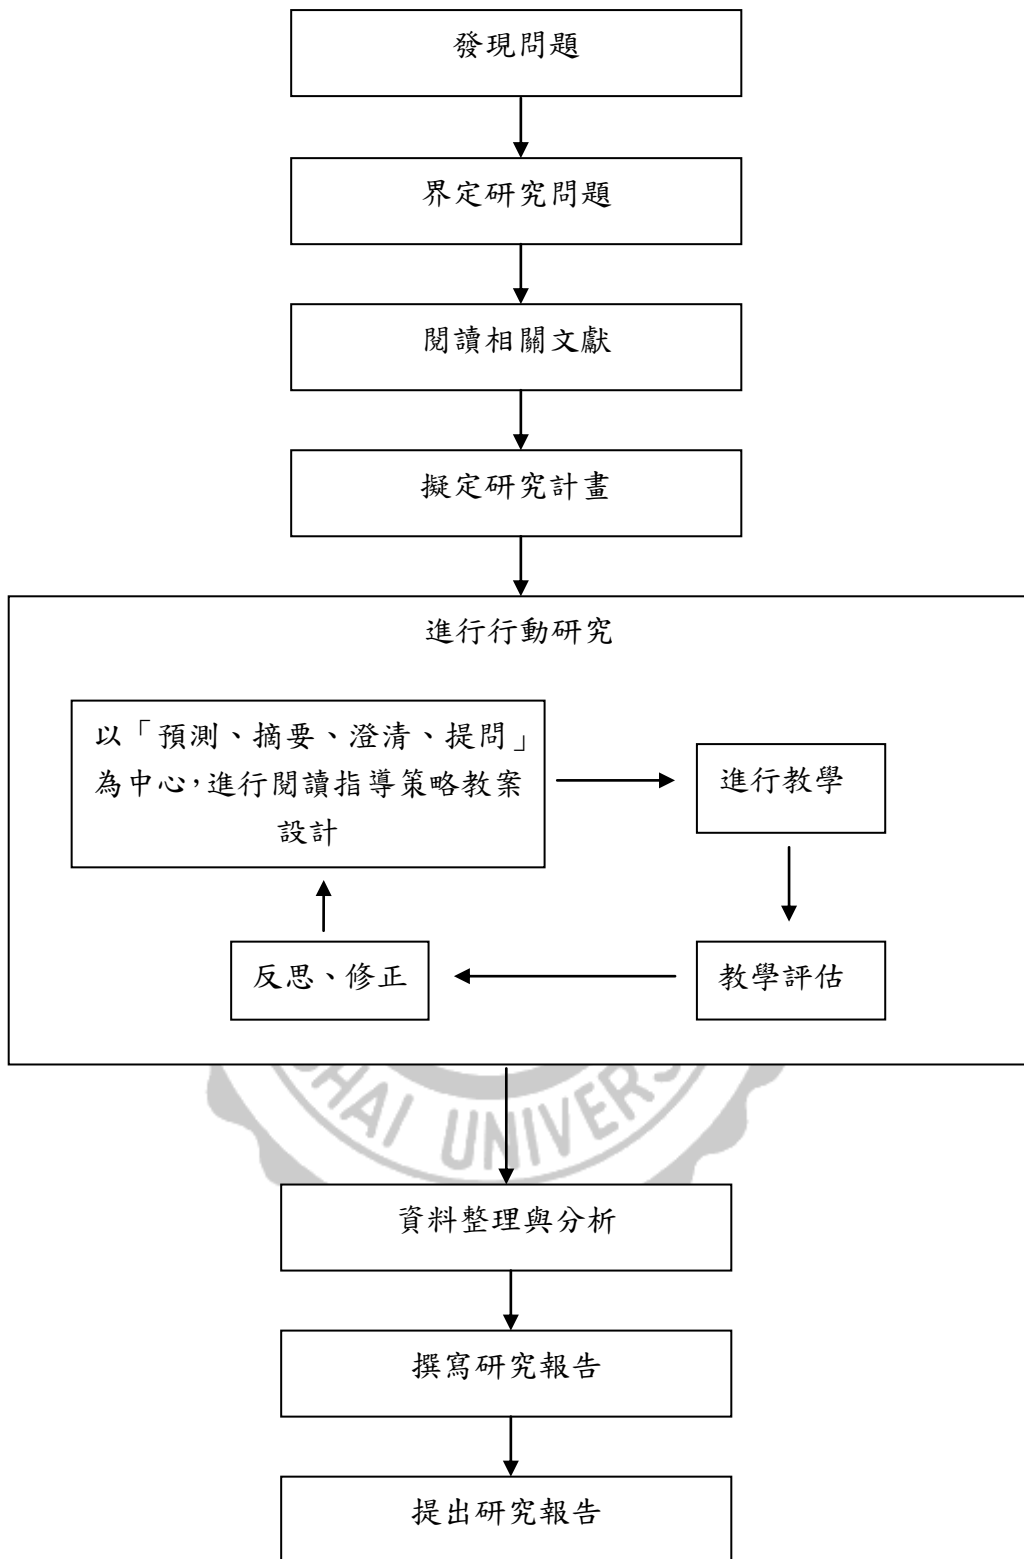 發現問題
界定研究問題
閱讀相關文獻
擬定研究計畫
進行行動研究
以「預測、摘要、澄清、提問」
為中心,進行閱讀指導策略教案
設計
進行教學
反思、修正
教學評估
HAI UNIVERS
資料整理與分析
撰寫研究報告
提出研究報告